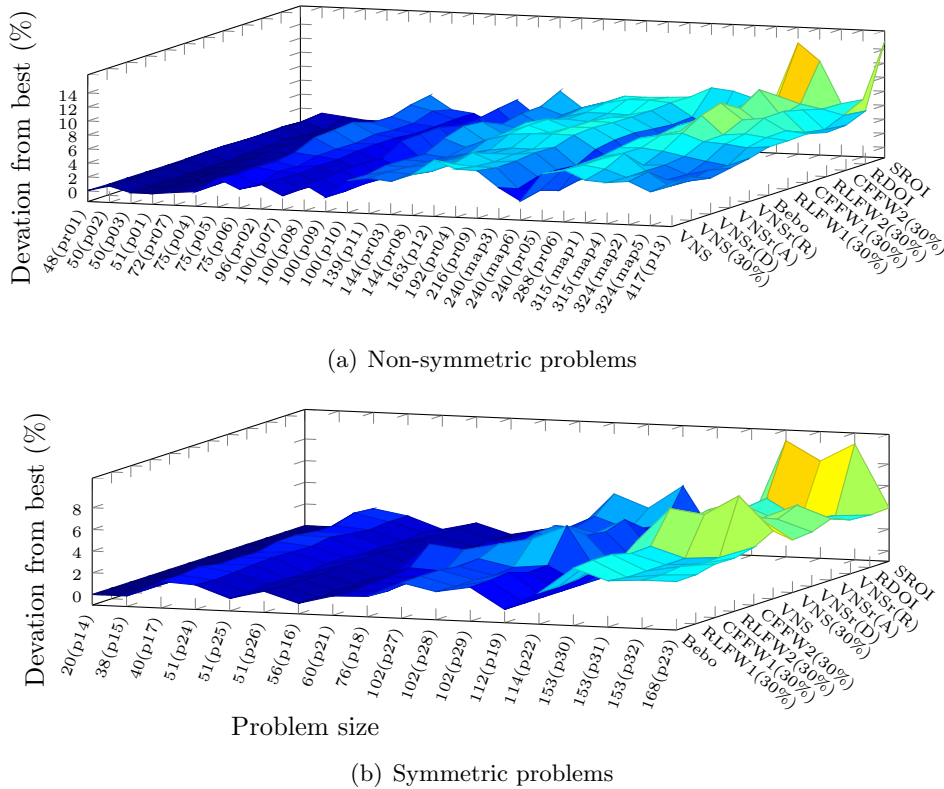 Devation from best (%)
14
12
10
8
6
4
2
0
48(pr01)
50(p02)
50(p03)
51(p01)
72(pr07)
75(p04)
75(p05)
75(p06)
96(pr02)
100(p07)
100(p08)
100(p09)
100(p10)
139(p11)
144(pr03)
144(pr08)
163(p12)
192(pr04)
216(pr09)
240(map3)
240(map6)
240(pr05)
288(pr06)
315(map1)
315(map4)
324(map2)
324(map5)
417(p13)
VNS
VNS(30%)
VNSr(D)
VNSr(A)
VNSr(R)
Bebo
RLFW1(30%)
CFFW1(30%)
RLFW2(30%)
CFFW2(30%)
RDOI
SROI
(a) Non-symmetric problems
Devation from best (%)
8
6
4
2
0
20(p14)
38(p15)
40(p17)
51(p24)
51(p25)
51(p26)
56(p16)
60(p21)
76(p18)
102(p27)
102(p28)
102(p29)
112(p19)
114(p22)
153(p30)
153(p31)
153(p32)
168(p23)
Bebo
RLFW1(30%)
CFFW1(30%)
RLFW2(30%)
CFFW2(30%)
VNS
VNS(30%)
VNSr(D)
VNSr(A)
VNSr(R)
RDOI
SROI
Problem size
(b) Symmetric problems